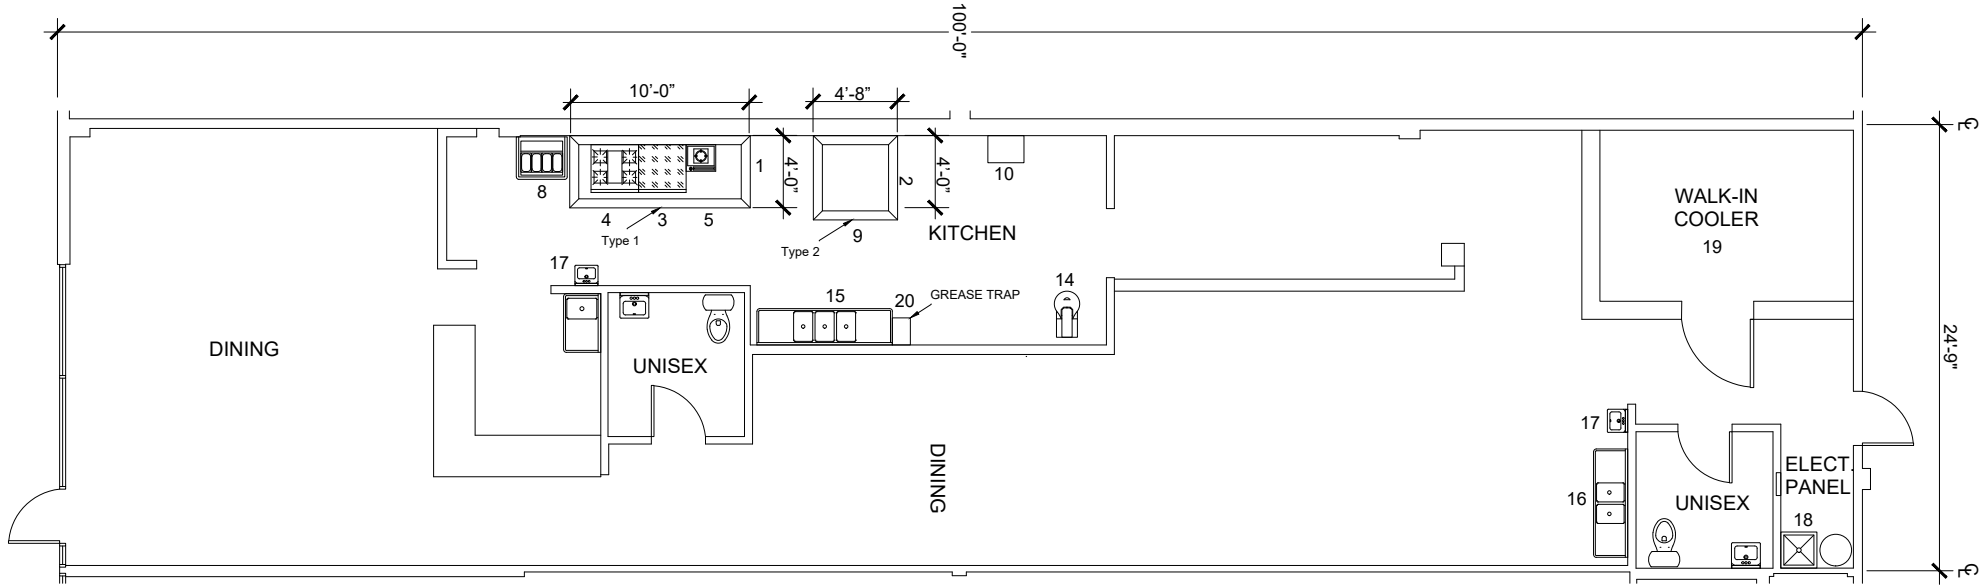 100'-0"
10'-0"
4'-8"
CL
8
1
4'-0"
2
4'-0"
10
4
3
5
Type 1
9
Type 2
KITCHEN
WALK-IN
COOLER
19
17
15
20
GREASE TRAP
14
DINING
UNISEX
24'-9"
17
DINING
16
ELECT.
PANEL
UNISEX
18
CL